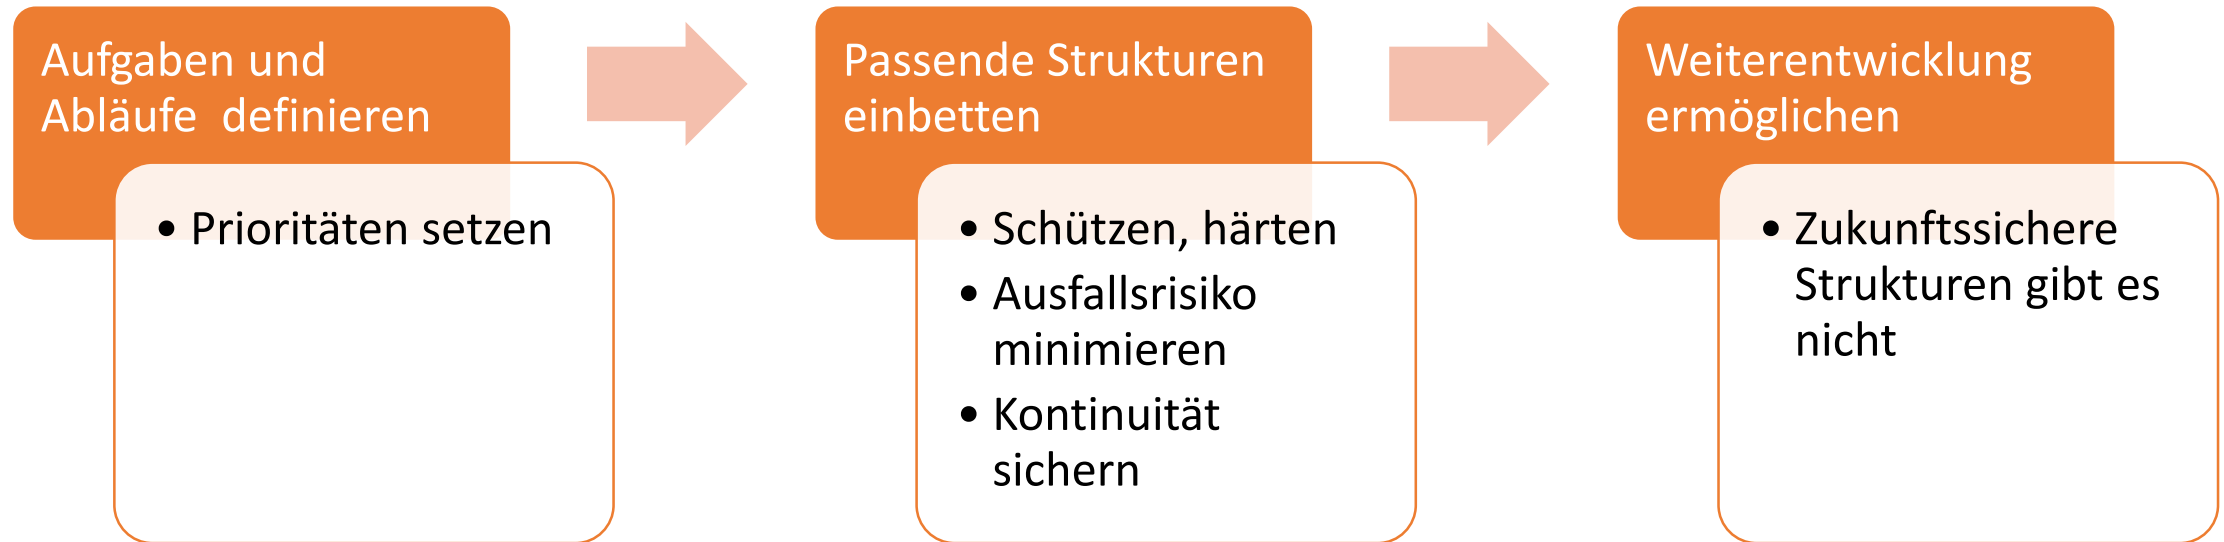 Aufgaben und
Abläufe  definieren
• Prioritäten setzen
Passende Strukturen
einbetten
• Schützen, härten
• Ausfallsrisiko
minimieren
• Kontinuität
sichern
Weiterentwicklung
ermöglichen
• Zukunftssichere
Strukturen gibt es
nicht